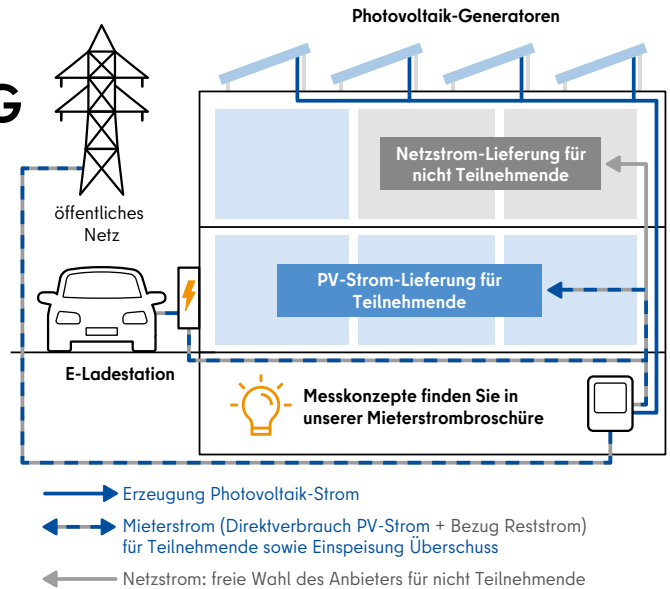 Photovoltaik-Generatoren
G
Netzstrom-Lieferung für
nicht Teilnehmende
öffentliches
Netz
PV-Strom-Lieferung für
Teilnehmende
E-Ladestation
Messkonzepte finden Sie in
unserer Mieterstrombroschüre
Erzeugung Photovoltaik-Strom
Mieterstrom (Direktverbrauch PV-Strom + Bezug Reststrom)
für Teilnehmende sowie Einspeisung Überschuss
Netzstrom: freie Wahl des Anbieters für nicht Teilnehmende